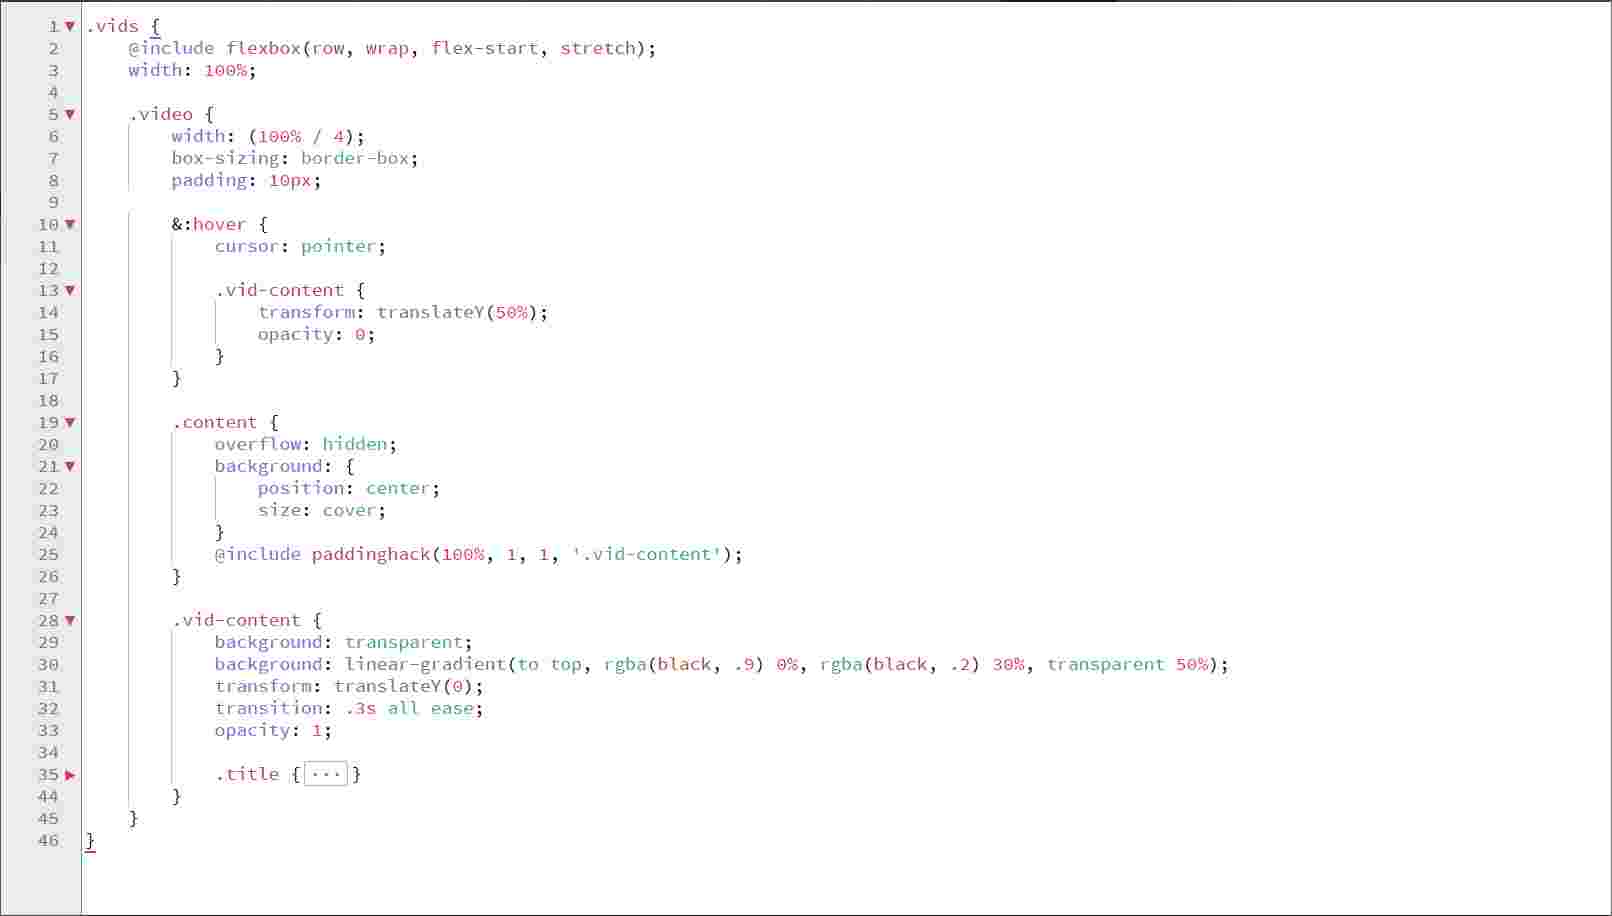 1 .vids {
2 @include flexbox(row, wrap, flex-start, stretch);
3 width: 100%;
4
5 .video {
6 width: (100% / 4);
7 box-sizing: border-box;
8 padding: 10px;
9
10 &:hover {
11 cursor: pointer;
12
13 .vid-content {
14 transform: translateY(50%);
15 opacity: 0;
16 }
17 }
18
19 .content {
20 overflow: hidden;
21 background: {
22 position: center;
23 size: cover;
24 }
25 @include paddinghack(100%, 1, 1, '.vid-content');
26 }
27
28 .vid-content {
29 background: transparent;
30 background: linear-gradient(to top, rgba(black, .9) 0%, rgba(black, .2) 30%, transparent 50%);
31 transform: translateY(0);
32 transition: .3s all ease;
33 opacity: 1;
34
35 .title {...}
44 }
45 }
46 }